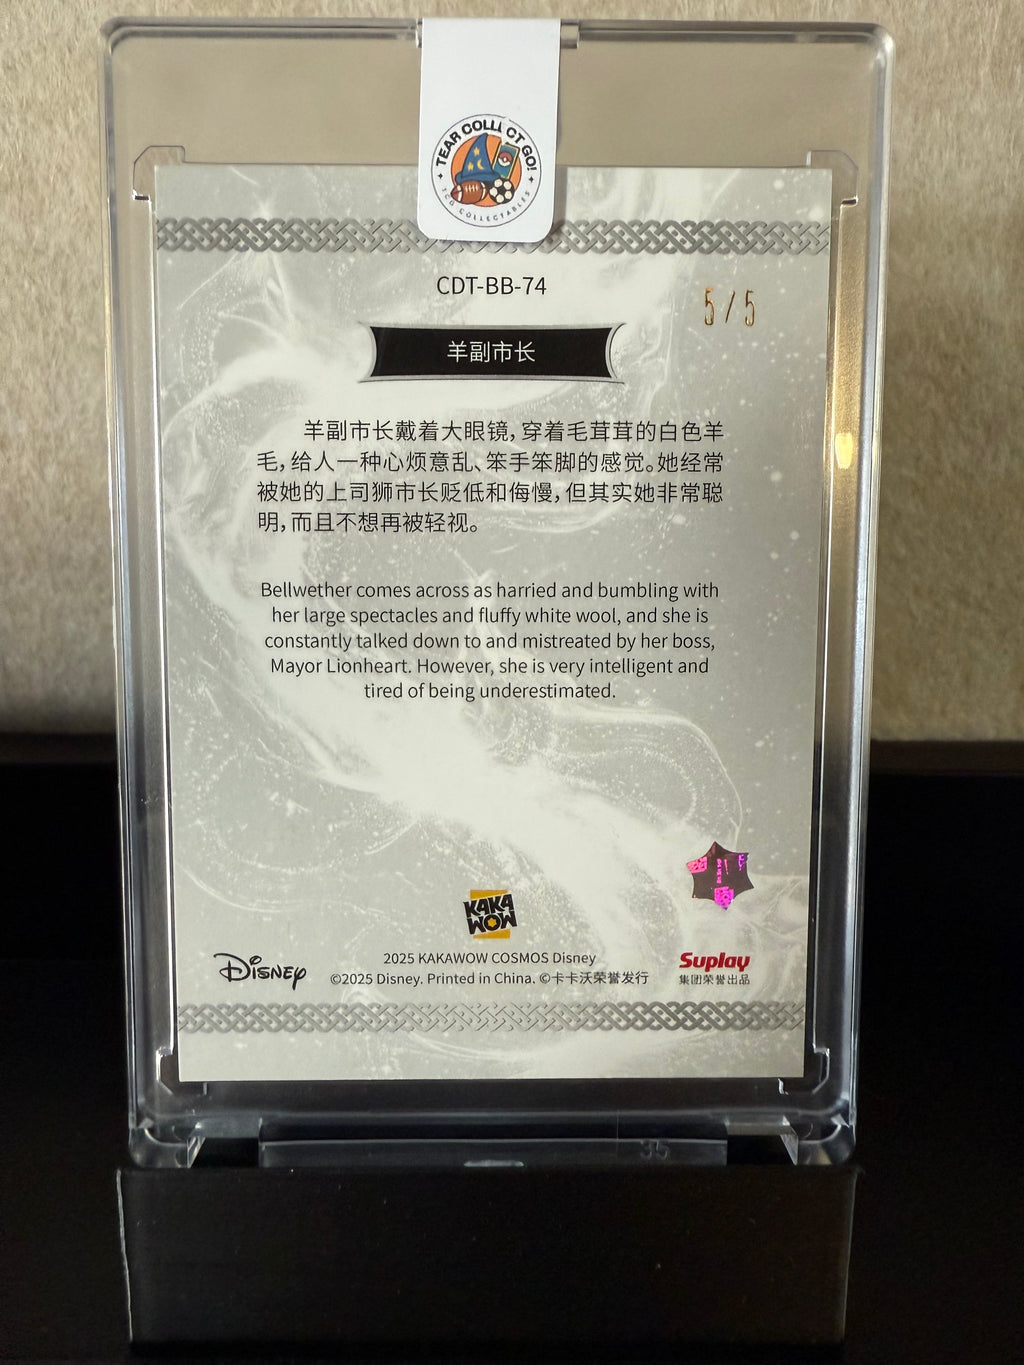 TEAR COLLECT GO!
TCG COLLECTABLES
CDT-BB-74
5/5
羊副市长
羊副市长戴着大眼镜,穿着毛茸茸的白色羊
毛,给人一种心烦意乱、笨手笨脚的感觉。她经常
被她的上司狮市长贬低和侮慢,但其实她非常聪
明,而且不想再被轻视。
Bellwether comes across as harried and bumbling with
her large spectacles and fluffy white wool, and she is
constantly talked down to and mistreated by her boss,
Mayor Lionheart. However, she is very intelligent and
tired of being underestimated.
KAKA
WOW
Disney
2025 KAKAWOW COSMOS Disney
©2025 Disney. Printed in China. ©卡卡沃荣誉发行
Suplay
集团荣誉出品